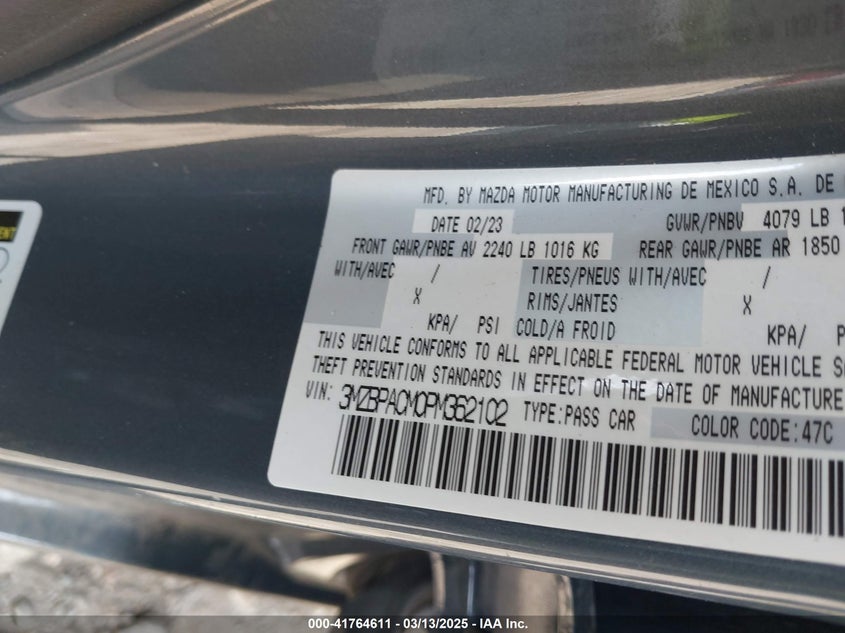 MFD. BY MAZDA MOTOR MANUFACTURING DE MEXICO S.A. DE
DATE 02/23 GVWR/PNBV 4079 LB 1
FRONT GAWR/PNBE AV 2240 LB 1016 KG REAR GAWR/PNBE AR 1850
WITH/AVEC / TIRES/PNEUS WITH/AVEC /
X RIMS/JANTES X
KPA/ PSI COLD/A FROID KPA/ P
THIS VEHICLE CONFORMS TO ALL APPLICABLE FEDERAL MOTOR VEHICLE SA
THEFT PREVENTION STANDARDS IN EFFECT ON THE DATE OF MANUFACTURE
VIN: 3MZBPACM0PM362102 TYPE:PASS CAR COLOR CODE:47C
000-41764611 - 03/13/2025 - IAA Inc.